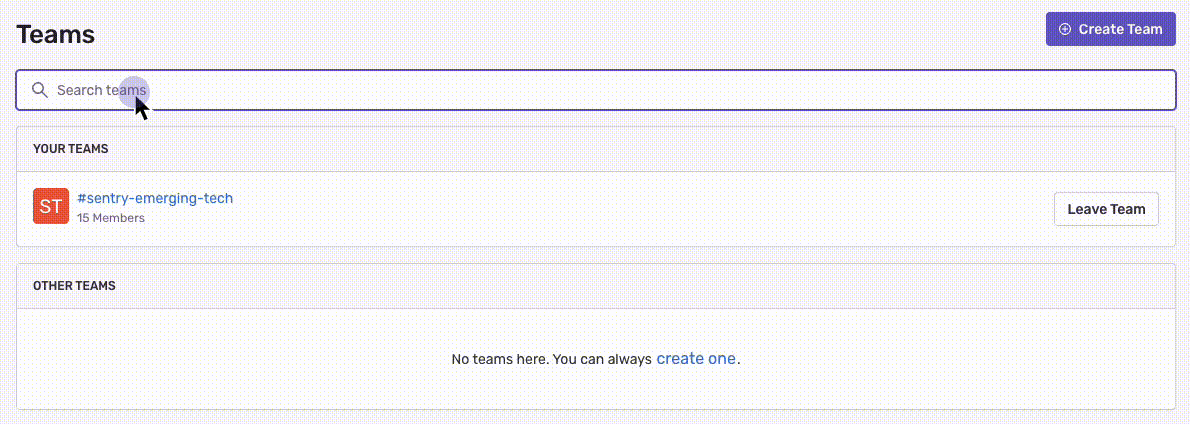 Teams
Create Team
Search teams
YOUR TEAMS
ST
#sentry-emerging-tech
15 Members
Leave Team
OTHER TEAMS
No teams here. You can always create one.